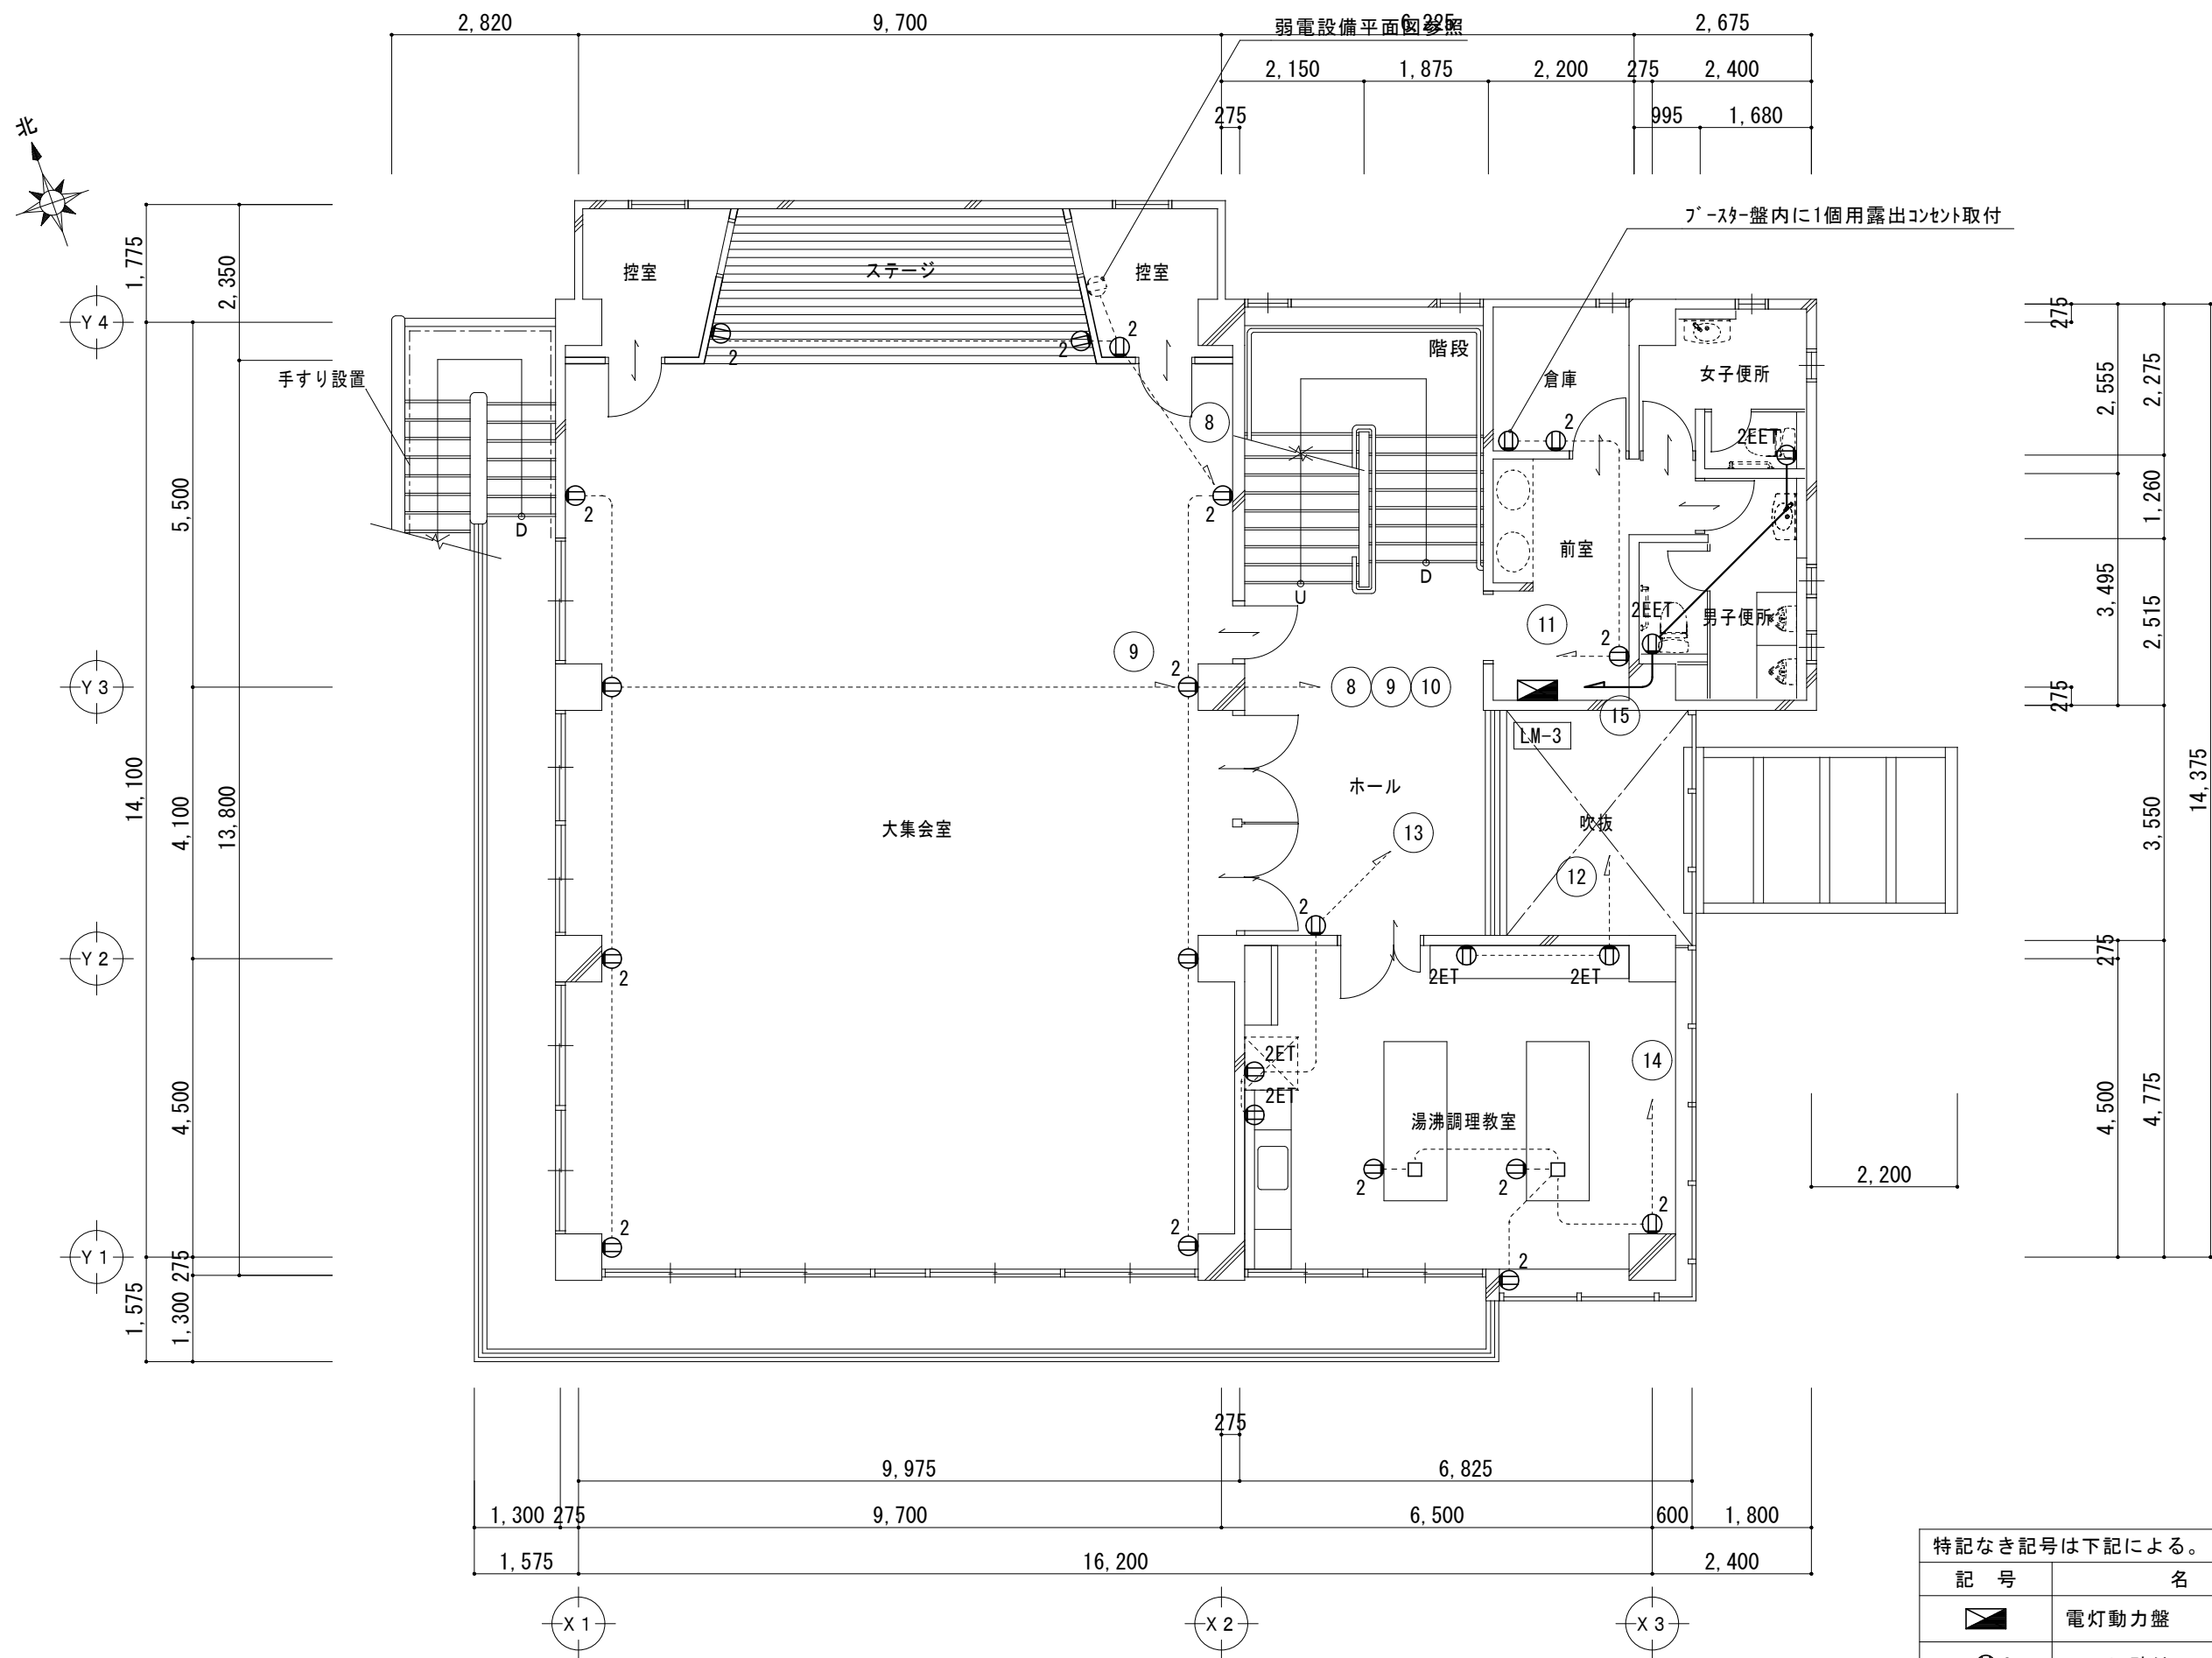 2,820 9,700 弱電設備平面図参照 6,225 2,675
2,150 1,875 2,200 275 2,400
275 995 1,680
北
ブースター盤内に1個用露出コンセント取付
1,775
2,350
控室 ステージ 控室
275
Y4
2 2 2
階段
手すり設置
倉庫 女子便所
2,555
2,275
8
2
2EET
5,500
2 2
1,260
D
前室
D
U
3,495
2EET
男子便所
2,515
9
11
2
Y3
2
8 9 10
275
15
LM-3
14,100
4,100
13,800
ホール
大集会室
13
吹抜
3,550
14,375
12
2
Y2
2
2ET 2ET
275
2ET
2ET
14
4,500
湯沸調理教室
4,500
4,775
2 2
2,200
2
2 2
Y1
2
1,575
1,300 275
275
9,975 6,825
1,300 275 9,700 6,500 600 1,800
1,575 16,200 2,400
X1 X2 X3
特記なき記号は下記による。
記 号 名
電灯動力盤